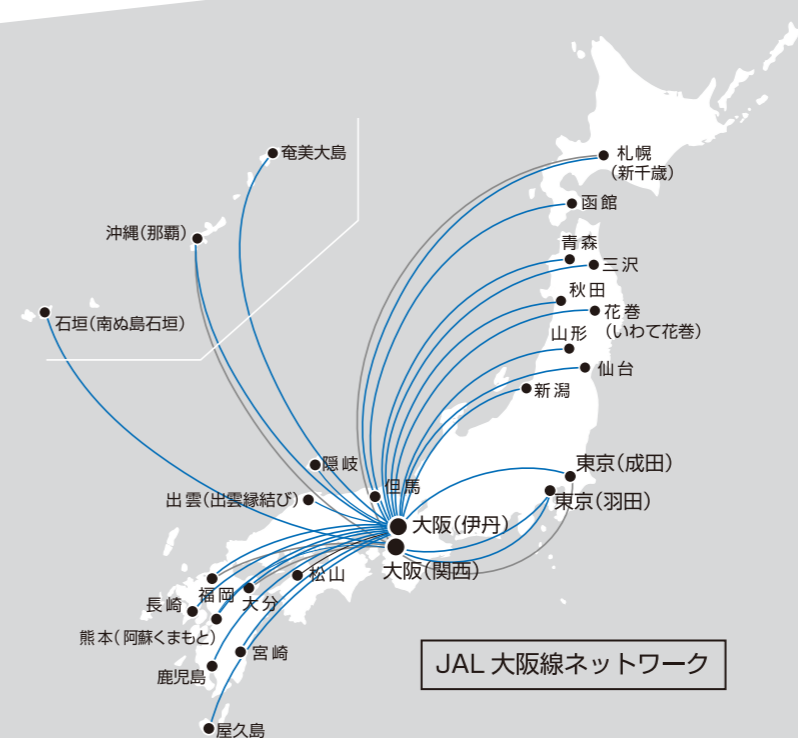 奄美大島
沖縄(那覇)
石垣(南ぬ島石垣)
札幌
(新千歳)
函館
青森
三沢
秋田
花巻
(いわて花巻)
山形
仙台
新潟
隠岐
但馬
出雲(出雲縁結び)
東京(成田)
東京(羽田)
大阪(伊丹)
大阪(関西)
松山
福岡
大分
長崎
熊本(阿蘇くまもと)
宮崎
鹿児島
屋久島
JAL 大阪線ネットワーク